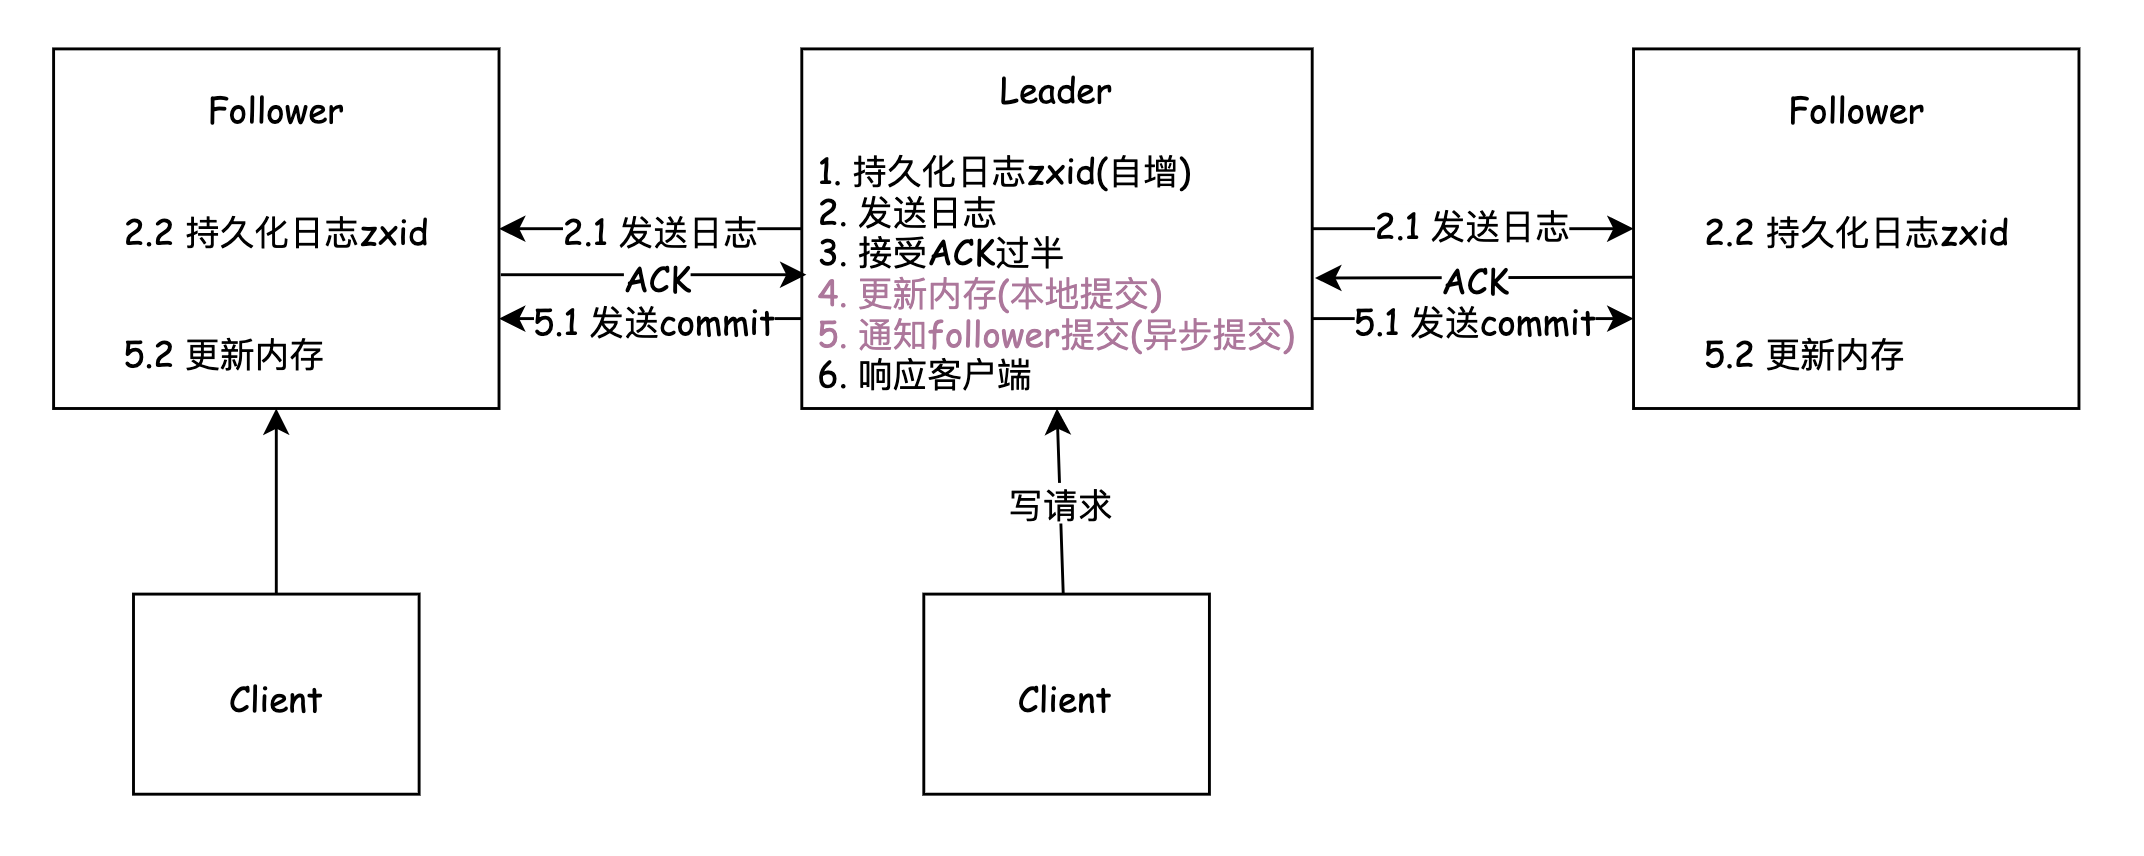 Follower
2.2 持久化日志zxid
5.2 更新内存
2.1 发送日志
ACK
5.1 发送commit
Leader
1. 持久化日志zxid(自增)
2. 发送日志
3. 接受ACK过半
4. 更新内存(本地提交)
5. 通知follower提交(异步提交)
6. 响应客户端
2.1 发送日志
ACK
5.1 发送commit
Follower
2.2 持久化日志zxid
5.2 更新内存
写请求
Client
Client